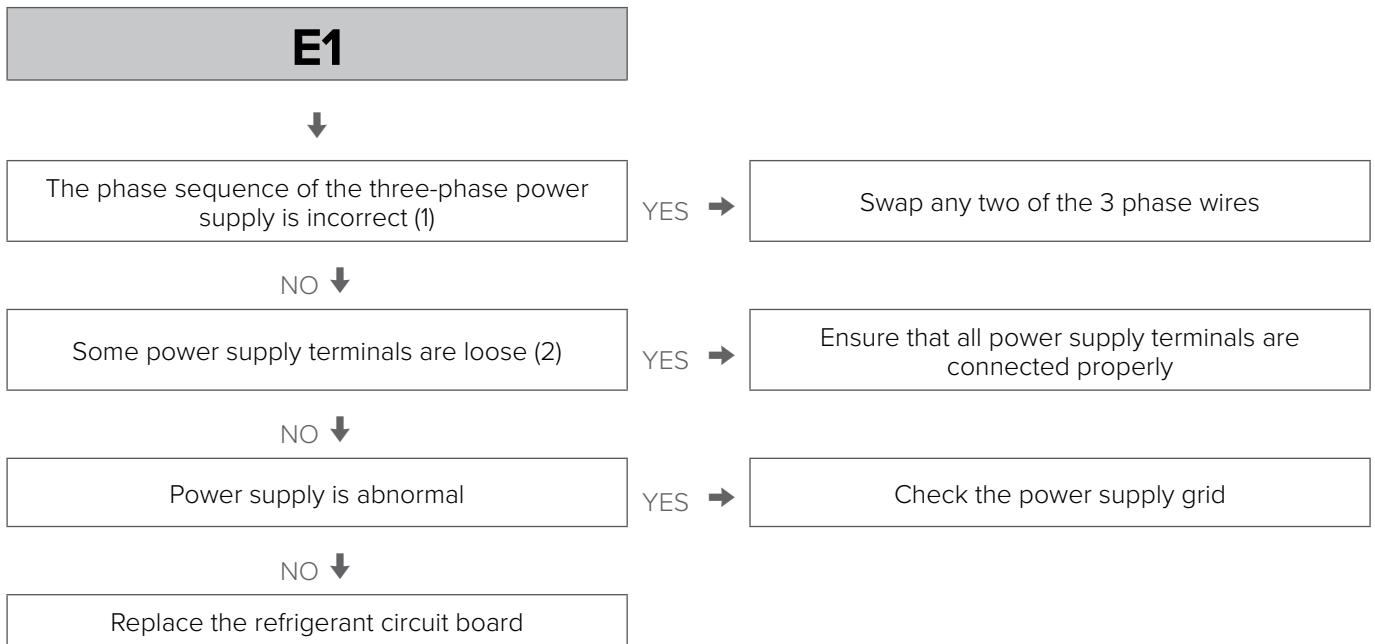 E1
The phase sequence of the three-phase power
supply is incorrect (1)
YES
Swap any two of the 3 phase wires
NO
Some power supply terminals are loose (2)
YES
Ensure that all power supply terminals are
connected properly
NO
Power supply is abnormal
YES
Check the power supply grid
NO
Replace the refrigerant circuit board